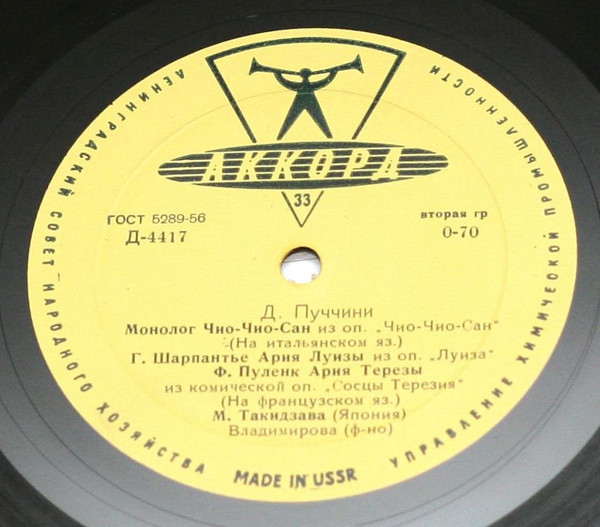 ЛЕНИНГРАДСКИЙ СОВЕТ НАРОДНОГО ХОЗЯЙСТВА
УПРАВЛЕНИЕ ХИМИЧЕСКОЙ ПРОМЫШЛЕННОСТИ
АККОРД
33
ГОСТ 5289-56
Д-4417
вторая гр
0-70
Д. Пуччини
Монолог Чио-Чио-Сан из оп. „Чио-Чио-Сан"
(На итальянском яз.)
Г. Шарпантье Ария Луизы из оп. „Луиза"
Ф. Пуленк Ария Терезы
из комической оп. „Сосцы Терезия"
(На французском яз.)
М. Такидзава (Япония)
Владимирова (ф-но)
MADE IN USSR